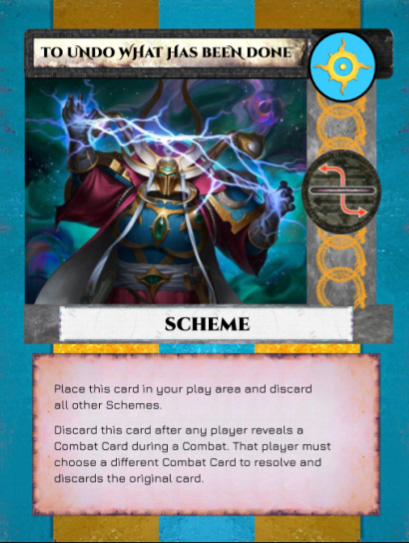 TO UNDO WHAT HAS BEEN DONE
SCHEME
Place this card in your play area and discard
all other Schemes.
Discard this card after any player reveals a
Combat Card during a Combat. That player must
choose a different Combat Card to resolve and
discards the original card.